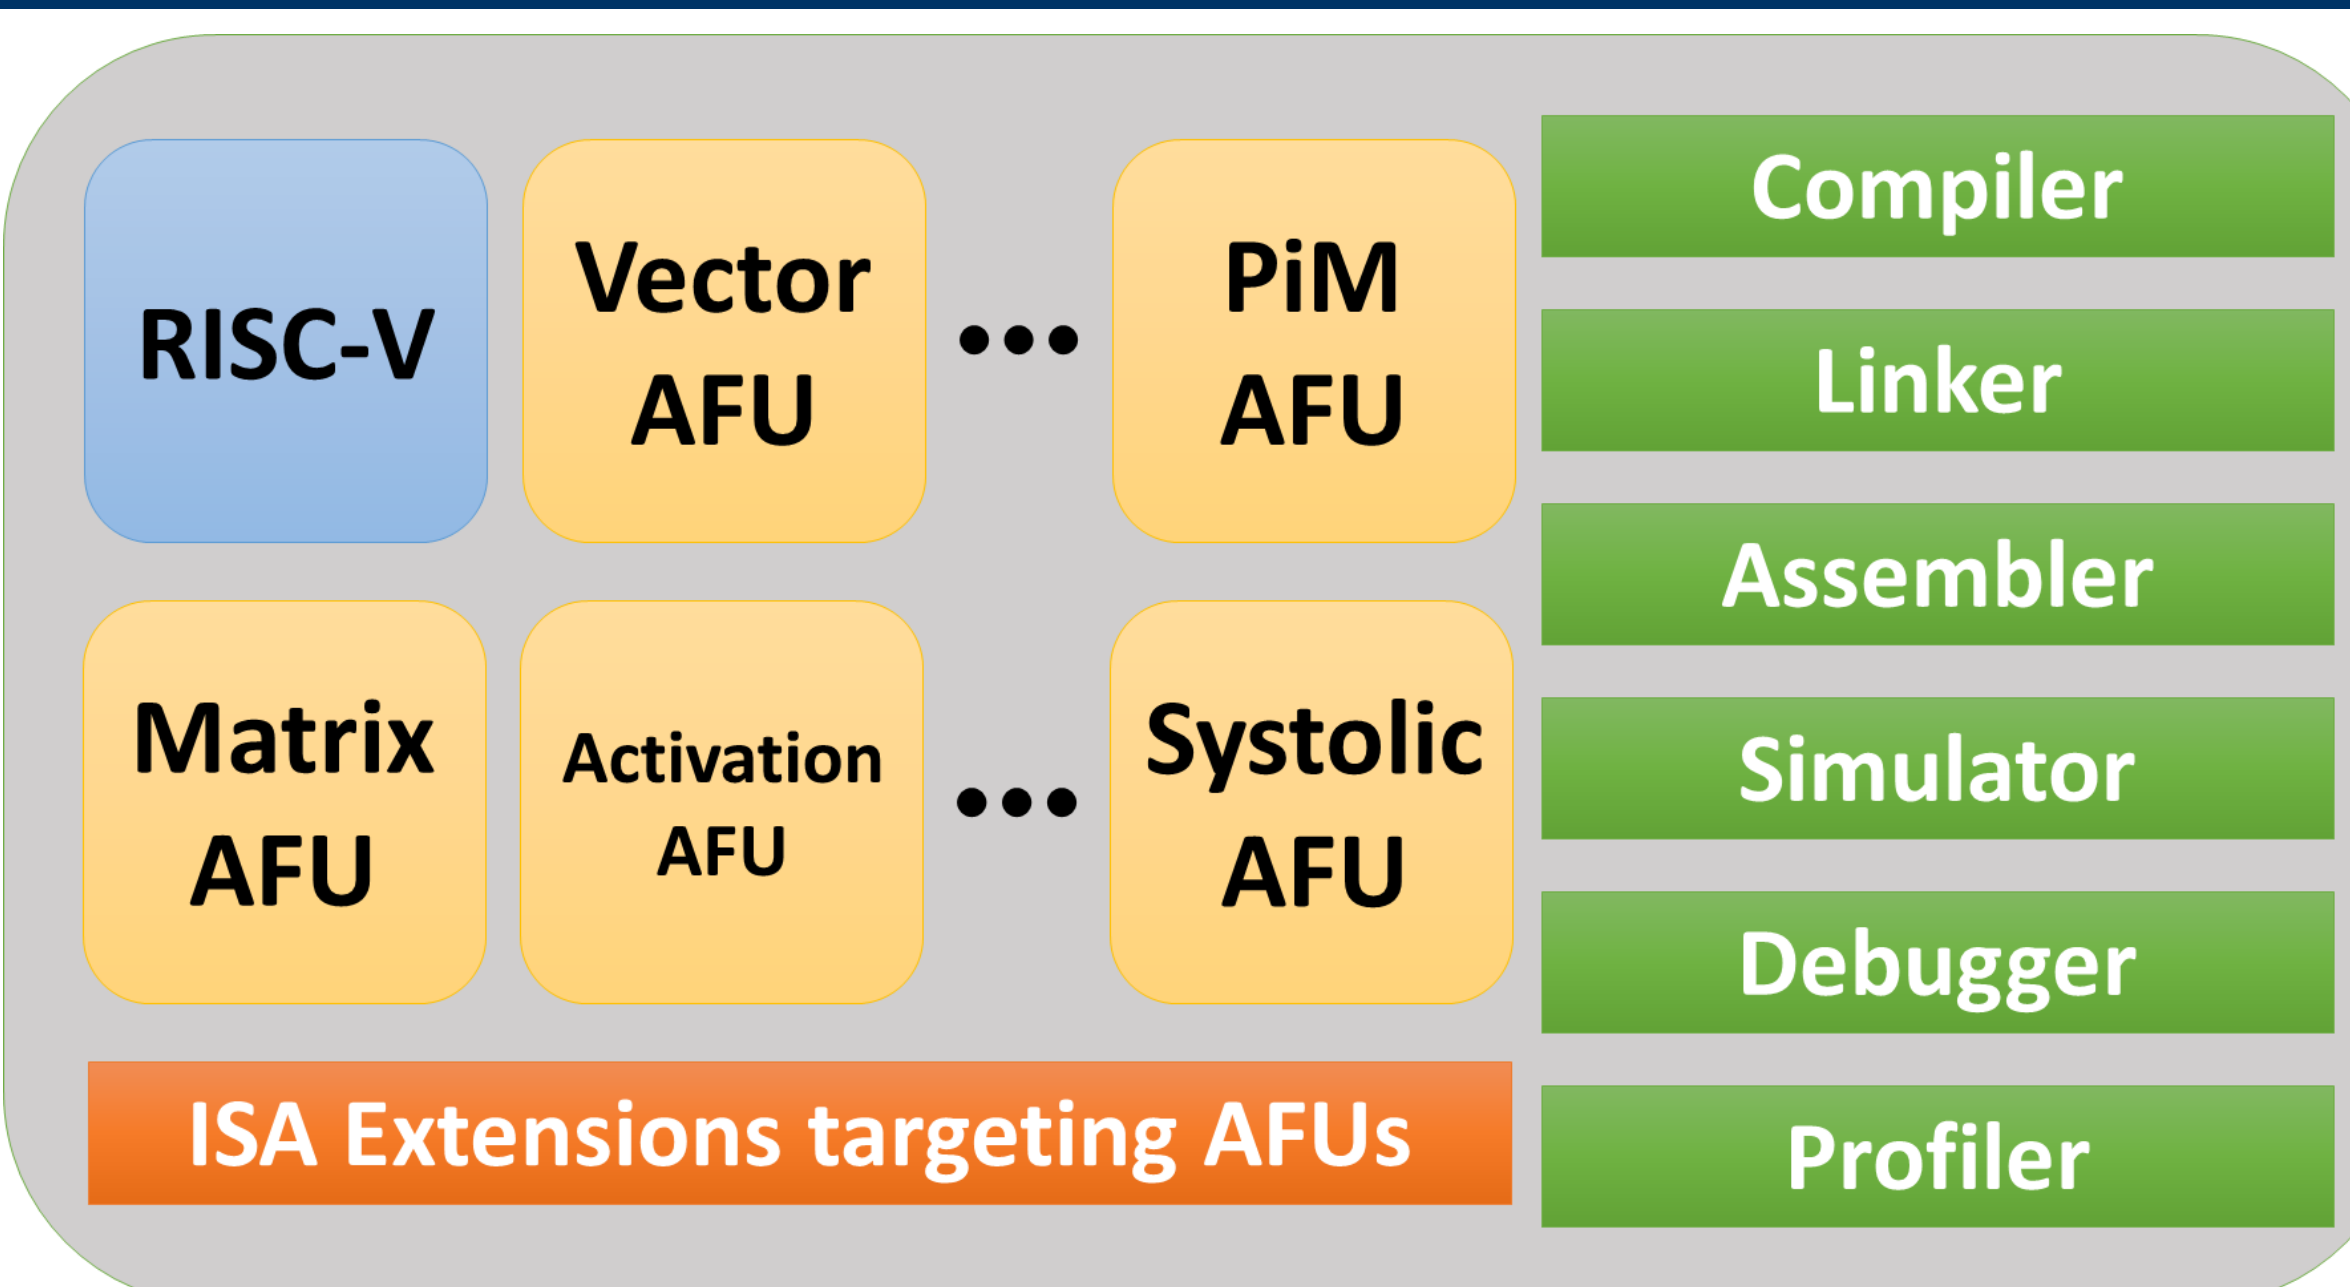 RISC-V
Vector
AFU
•••
PiM
AFU
Matrix
AFU
Activation
AFU
•••
Systolic
AFU
ISA Extensions targeting AFUs
Compiler
Linker
Assembler
Simulator
Debugger
Profiler